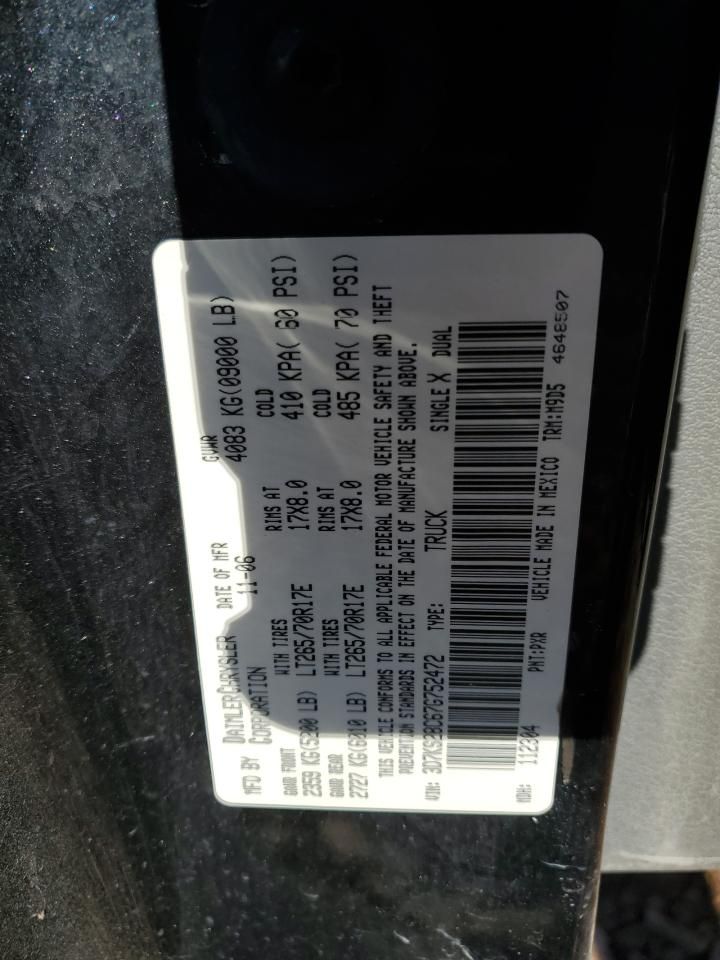 MFD BY DAIMLERCHRYSLER CORPORATION
DATE OF MFR 11-06
GVWR 4083 KG(09000 LB)
GAWR FRONT WITH TIRES RIMS AT COLD
2359 KG(5200 LB) LT265/70R17E 17X8.0 410 KPA( 60 PSI)
GAWR REAR WITH TIRES RIMS AT COLD
2727 KG(6010 LB) LT265/70R17E 17X8.0 485 KPA( 70 PSI)
THIS VEHICLE CONFORMS TO ALL APPLICABLE FEDERAL MOTOR VEHICLE SAFETY AND THEFT
PREVENTION STANDARDS IN EFFECT ON THE DATE OF MANUFACTURE SHOWN ABOVE.
VIN: 3D7KS28C67G752472 TYPE: TRUCK SINGLE X DUAL
MDH: 112304 PNT:PXR VEHICLE MADE IN MEXICO TRM:M9D5 4648507